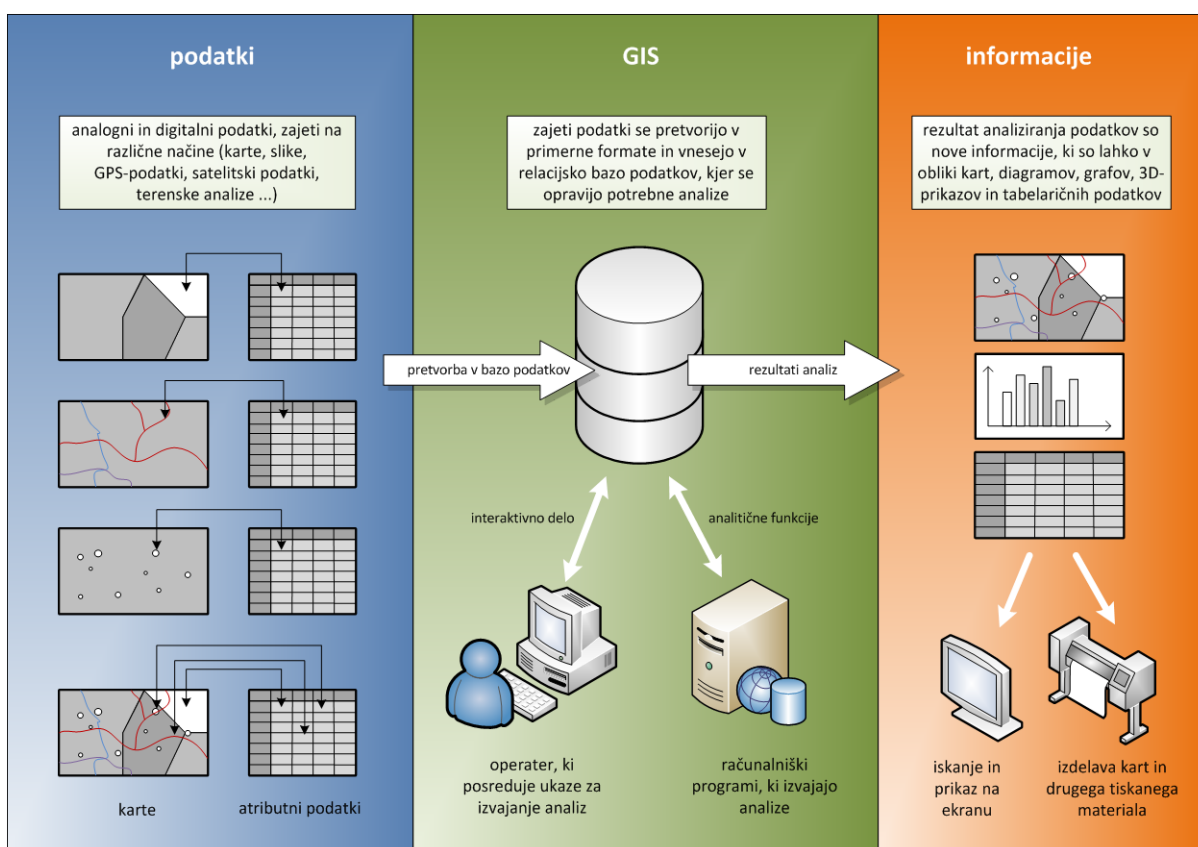 podatki
analogni in digitalni podatki, zajeti na
različne načine (karte, slike,
GPS-podatki, satelitski podatki,
terenske analize ...)
karte
atributni podatki
GIS
zajeti podatki se pretvorijo v
primerne formate in vnesejo v
relacijsko bazo podatkov, kjer se
opravijo potrebne analize
pretvorba v bazo podatkov
rezultati analiz
interaktivno delo
analitične funkcije
operater, ki
posreduje ukaze za
izvajanje analiz
računalniški
programi, ki izvajajo
analize
informacije
rezultat analiziranja podatkov so
nove informacije, ki so lahko v
obliki kart, diagramov, grafov, 3D-
prikazov in tabelaričnih podatkov
iskanje in
prikaz na
ekranu
izdelava kart in
drugega tiskanega
materiala